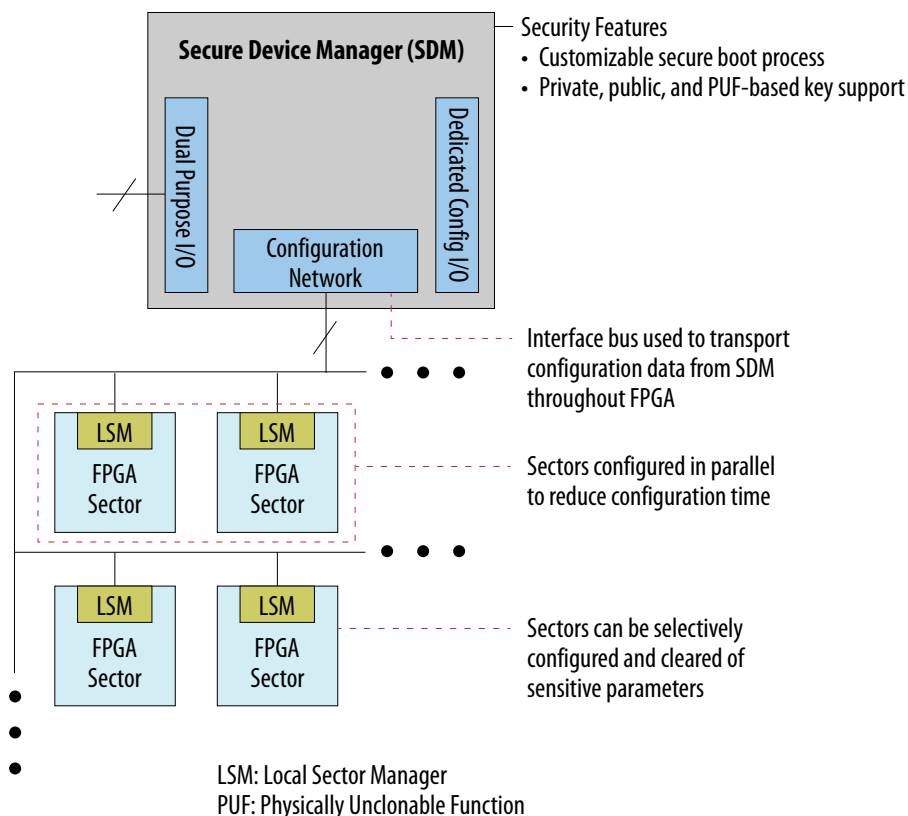 Secure Device Manager (SDM)
Security Features
• Customizable secure boot process
• Private, public, and PUF-based key support
Dual Purpose I/O
Dedicated Config I/O
Configuration
Network
Interface bus used to transport
configuration data from SDM
throughout FPGA
LSM
FPGA
Sector
LSM
FPGA
Sector
Sectors configured in parallel
to reduce configuration time
LSM
FPGA
Sector
LSM
FPGA
Sector
Sectors can be selectively
configured and cleared of
sensitive parameters
LSM: Local Sector Manager
PUF: Physically Unclonable Function